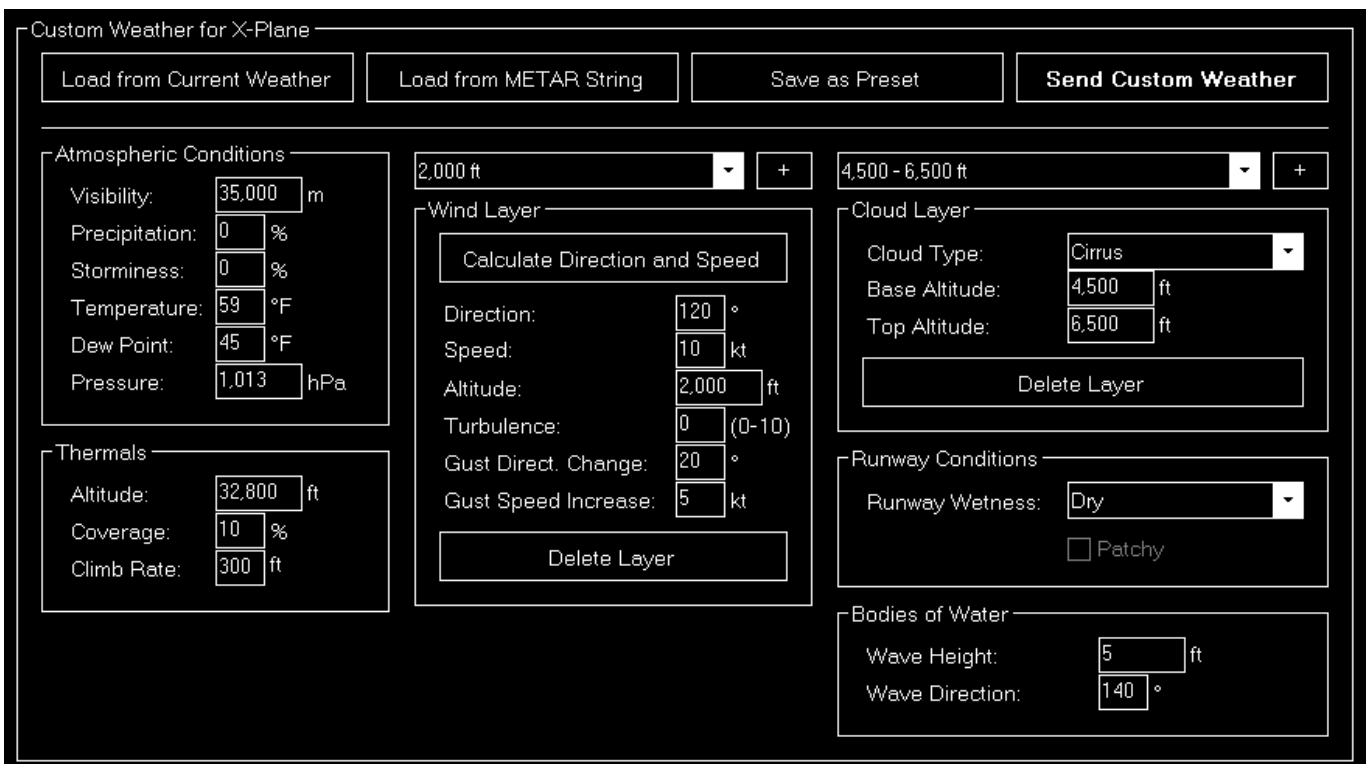 Custom Weather for X-Plane
Load from Current Weather
Load from METAR String
Save as Preset
Send Custom Weather
Atmospheric Conditions
Visibility: 35,000 m
Precipitation: 0 %
Storminess: 0 %
Temperature: 59 °F
Dew Point: 45 °F
Pressure: 1,013 hPa
Thermals
Altitude: 32,800 ft
Coverage: 10 %
Climb Rate: 300 ft
2,000 ft +
Wind Layer
Calculate Direction and Speed
Direction: 120 °
Speed: 10 kt
Altitude: 2,000 ft
Turbulence: 0 (0-10)
Gust Direct. Change: 20 °
Gust Speed Increase: 5 kt
Delete Layer
4,500 - 6,500 ft +
Cloud Layer
Cloud Type: Cirrus
Base Altitude: 4,500 ft
Top Altitude: 6,500 ft
Delete Layer
Runway Conditions
Runway Wetness: Dry
Patchy
Bodies of Water
Wave Height: 5 ft
Wave Direction: 140 °